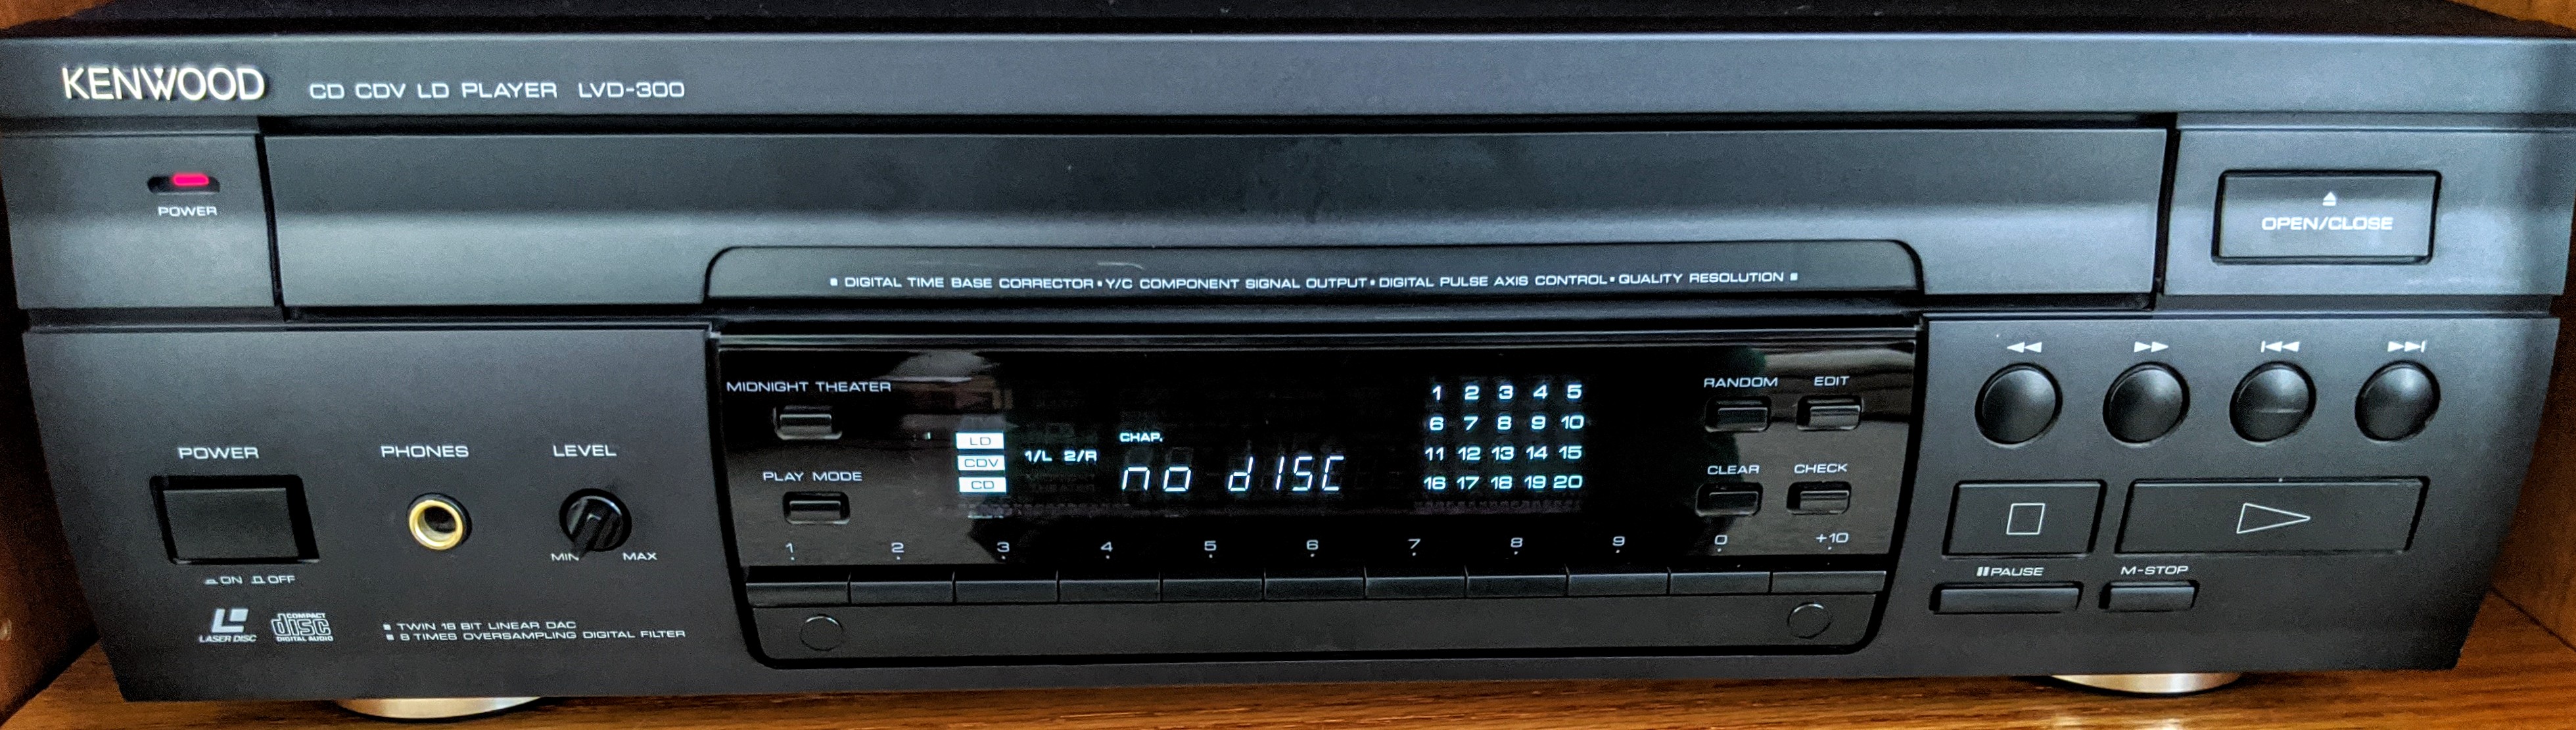 KENWOOD CD CDV LD PLAYER LVD-300
POWER
▲ OPEN/CLOSE
■ DIGITAL TIME BASE CORRECTOR ■ Y/C COMPONENT SIGNAL OUTPUT ■ DIGITAL PULSE AXIS CONTROL ■ QUALITY RESOLUTION ■
POWER
ON OFF
PHONES
LEVEL
MIN MAX
LASER DISC
COMPACT
disc
DIGITAL AUDIO
■ TWIN 18 BIT LINEAR DAC
■ 8 TIMES OVERSAMPLING DIGITAL FILTER
MIDNIGHT THEATER
PLAY MODE
LD
CDV
CD
1/L 2/R
CHAP.
no dISC
1 2 3 4 5
6 7 8 9 10
11 12 13 14 15
16 17 18 19 20
RANDOM EDIT
CLEAR CHECK
1 2 3 4 5 6 7 8 9 0 +10
PAUSE M-STOP